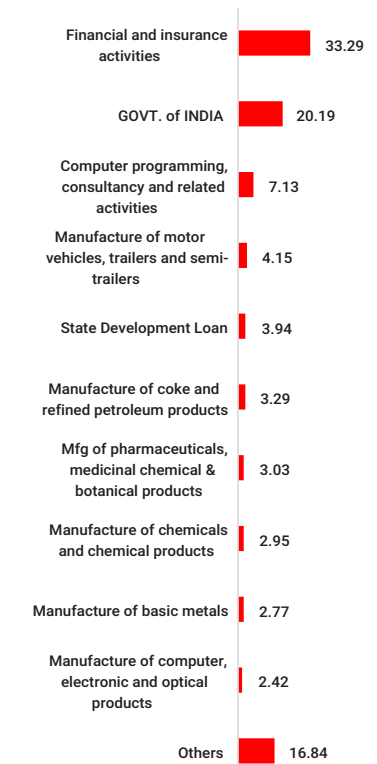 Financial and insurance
activities
33.29
GOVT. of INDIA
20.19
Computer programming,
consultancy and related
activities
7.13
Manufacture of motor
vehicles, trailers and semi-
trailers
4.15
State Development Loan
3.94
Manufacture of coke and
refined petroleum products
3.29
Mfg of pharmaceuticals,
medicinal chemical &
botanical products
3.03
Manufacture of chemicals
and chemical products
2.95
Manufacture of basic metals
2.77
Manufacture of computer,
electronic and optical
products
2.42
Others
16.84